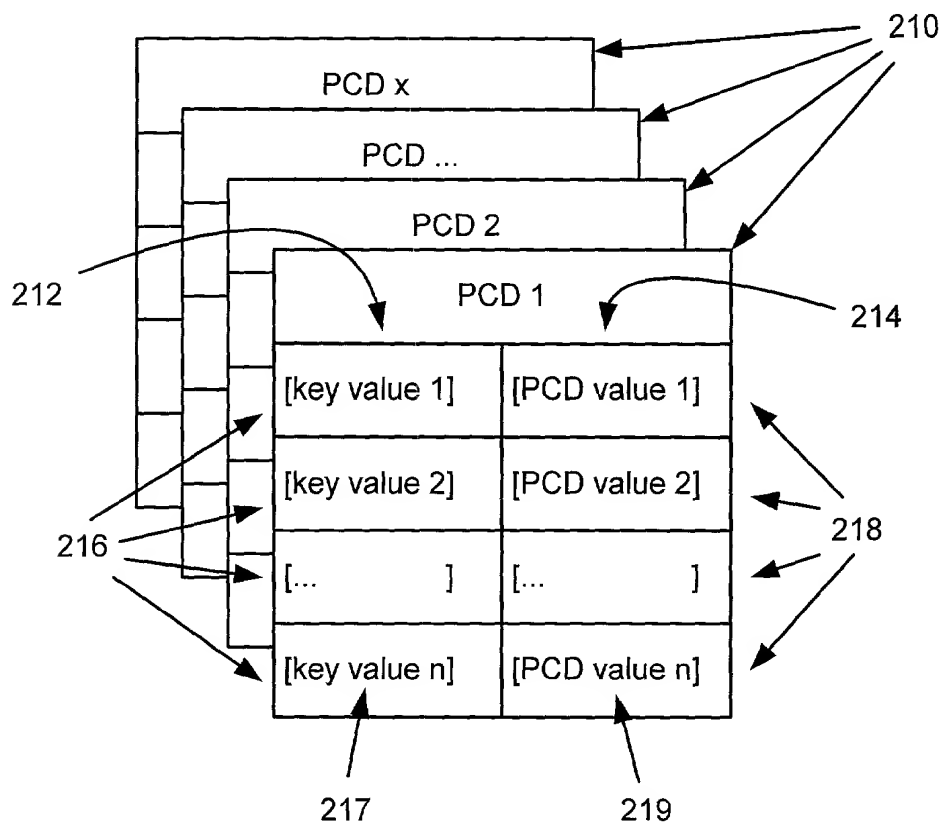 210
PCD x
PCD ...
PCD 2
212
PCD 1
214
[key value 1] [PCD value 1]
[key value 2] [PCD value 2]
216
218
[... ] [... ]
[key value n] [PCD value n]
217
219